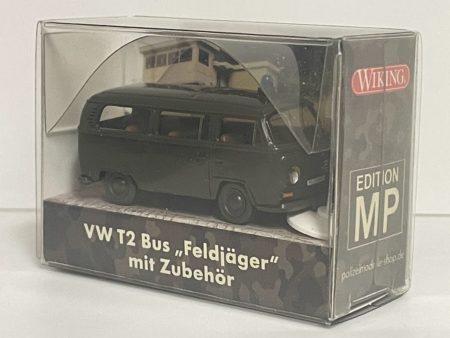 WIKING
EDITION
MP
VW T2 Bus „Feldjäger“
mit Zubehör